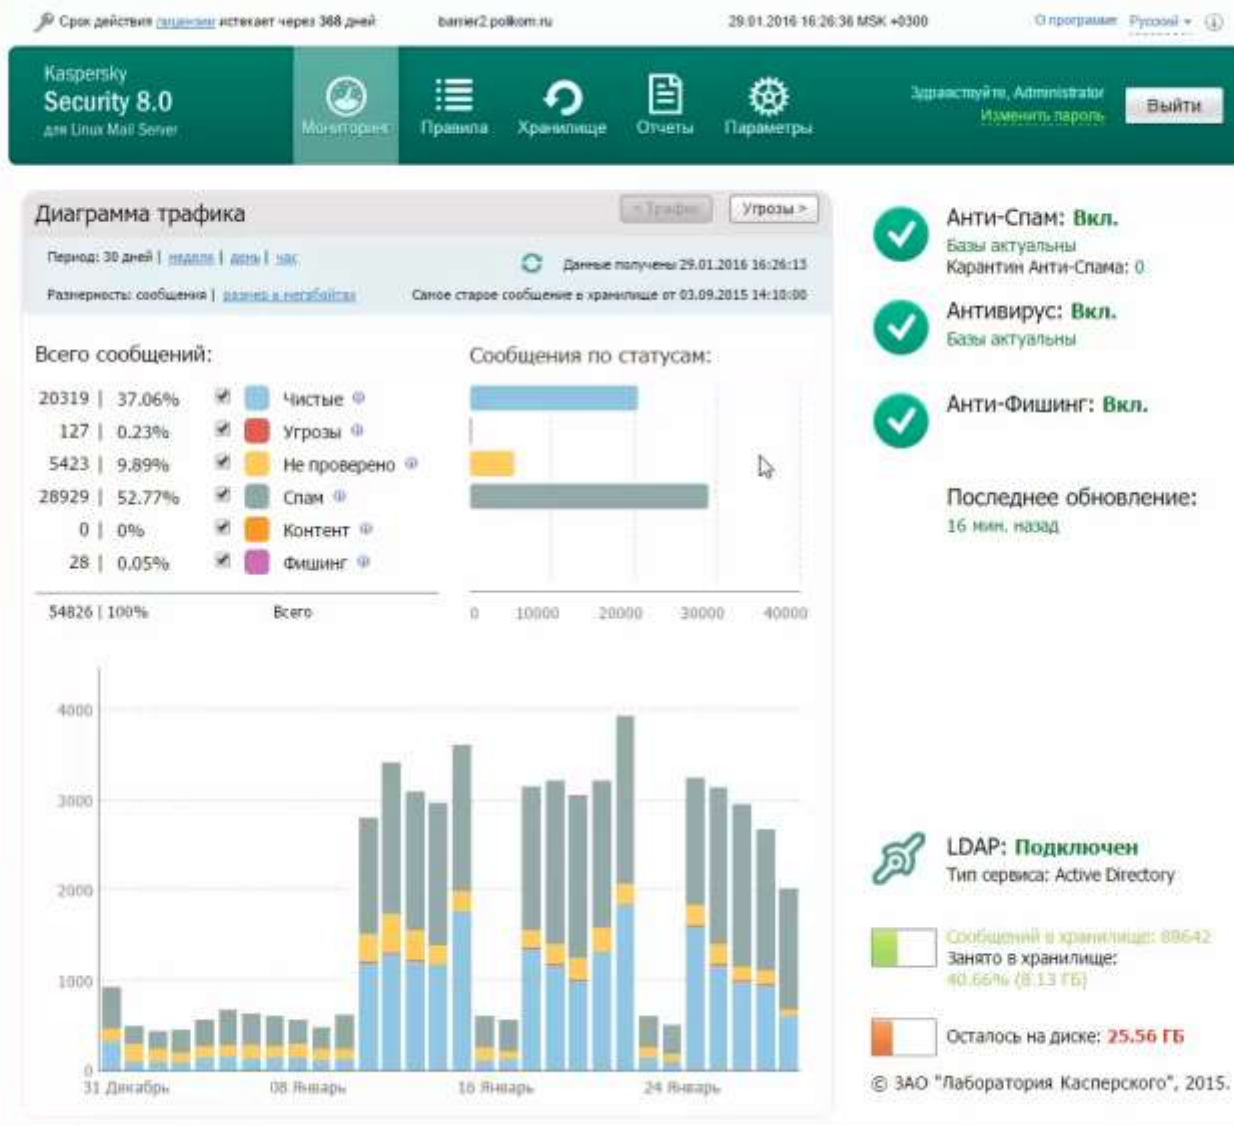 Срок действия лицензии истекает через 368 дней
barrier2.polikom.ru
29.01.2016 16:26:36 MSK +0300
О программе
Русский
Kaspersky
Security 8.0
для Linux Mail Server
Мониторинг
Правила
Хранилище
Отчеты
Параметры
Здравствуйте, Administrator
Изменить пароль
Выйти
Диаграмма трафика
< Трафик
Угрозы >
Период: 30 дней | неделя | день | час
Данные получены 29.01.2016 16:26:13
Размерность: сообщения | размер в мегабайтах
Самое старое сообщение в хранилище от 03.09.2015 14:10:00
Всего сообщений:
20319 | 37.06% Чистые
127 | 0.23% Угрозы
5423 | 9.89% Не проверено
28929 | 52.77% Спам
0 | 0% Контент
28 | 0.05% Фишинг
54826 | 100% Всего
Сообщения по статусам:
0 10000 20000 30000 40000
4000
3000
2000
1000
0
31 Декабрь 08 Январь 16 Январь 24 Январь
Анти-Спам: Вкл.
Базы актуальны
Карантин Анти-Спама: 0
Антивирус: Вкл.
Базы актуальны
Анти-Фишинг: Вкл.
Последнее обновление:
16 мин. назад
LDAP: Подключен
Тип сервиса: Active Directory
Сообщений в хранилище: 88642
Занято в хранилище:
40.66% (8.13 ГБ)
Осталось на диске: 25.56 ГБ
© ЗАО "Лаборатория Касперского", 2015.